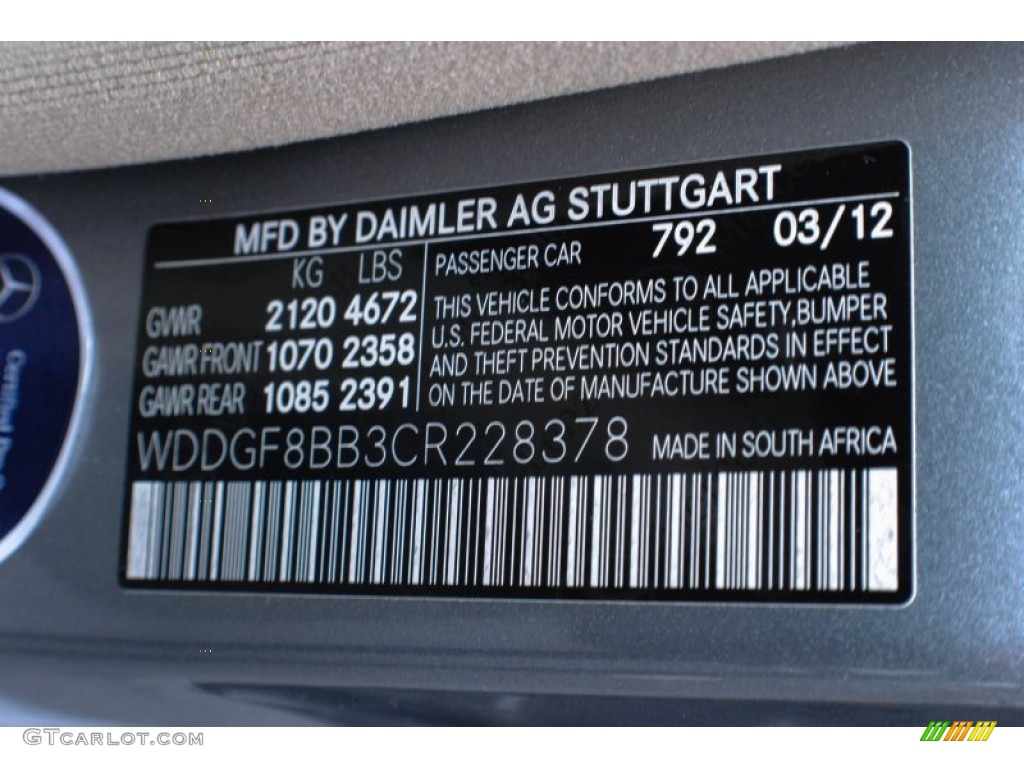 MFD BY DAIMLER AG STUTTGART
KG LBS
GVWR 2120 4672
GAWR FRONT 1070 2358
GAWR REAR 1085 2391
PASSENGER CAR 792 03/12
THIS VEHICLE CONFORMS TO ALL APPLICABLE
U.S. FEDERAL MOTOR VEHICLE SAFETY,BUMPER
AND THEFT PREVENTION STANDARDS IN EFFECT
ON THE DATE OF MANUFACTURE SHOWN ABOVE
WDDGF8BB3CR228378 MADE IN SOUTH AFRICA
Certified
GTCarLot.com